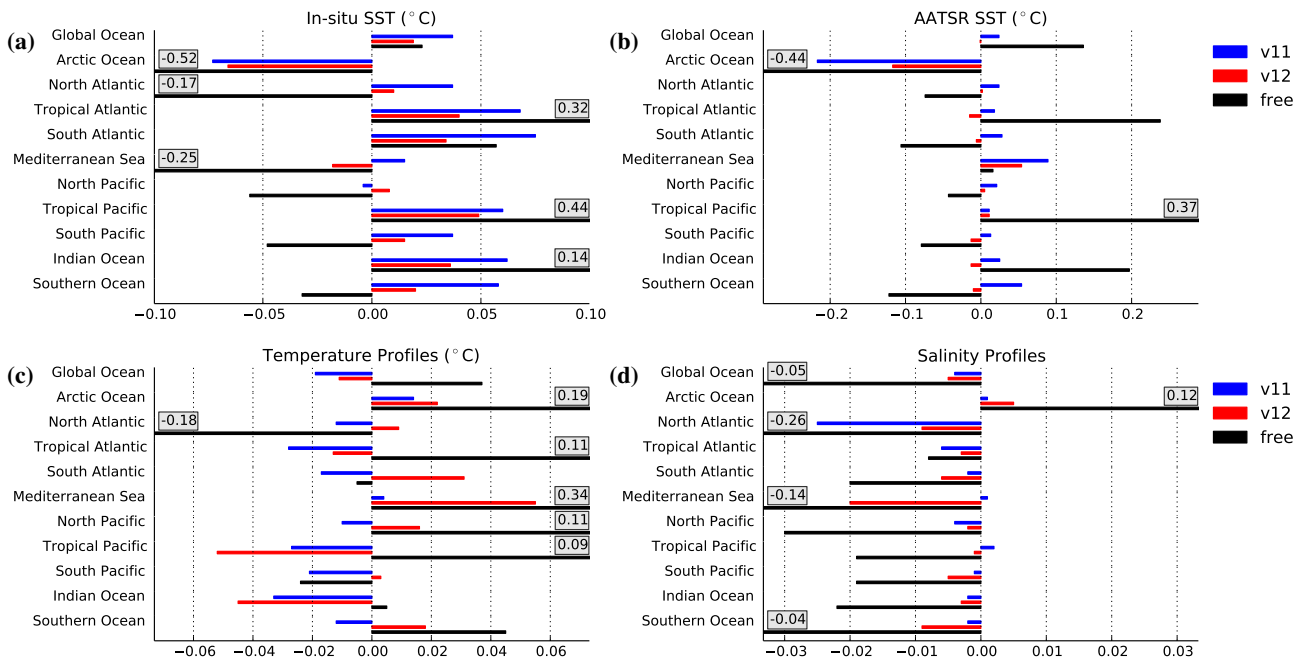 In-situ SST (°C)
(a)
Global Ocean
Arctic Ocean
North Atlantic
Tropical Atlantic
South Atlantic
Mediterranean Sea
North Pacific
Tropical Pacific
South Pacific
Indian Ocean
Southern Ocean
-0.52
-0.17
0.32
-0.25
0.44
0.14
−0.10 −0.05 0.00 0.05 0.10
AATSR SST (°C)
(b)
Global Ocean
Arctic Ocean
North Atlantic
Tropical Atlantic
South Atlantic
Mediterranean Sea
North Pacific
Tropical Pacific
South Pacific
Indian Ocean
Southern Ocean
-0.44
0.37
−0.2 −0.1 0.0 0.1 0.2
v11
v12
free
Temperature Profiles (°C)
(c)
Global Ocean
Arctic Ocean
North Atlantic
Tropical Atlantic
South Atlantic
Mediterranean Sea
North Pacific
Tropical Pacific
South Pacific
Indian Ocean
Southern Ocean
0.19
-0.18
0.11
0.34
0.11
0.09
−0.06 −0.04 −0.02 0.00 0.02 0.04 0.06
Salinity Profiles
(d)
Global Ocean
Arctic Ocean
North Atlantic
Tropical Atlantic
South Atlantic
Mediterranean Sea
North Pacific
Tropical Pacific
South Pacific
Indian Ocean
Southern Ocean
-0.05
0.12
-0.26
-0.14
-0.04
−0.03 −0.02 −0.01 0.00 0.01 0.02 0.03
v11
v12
free